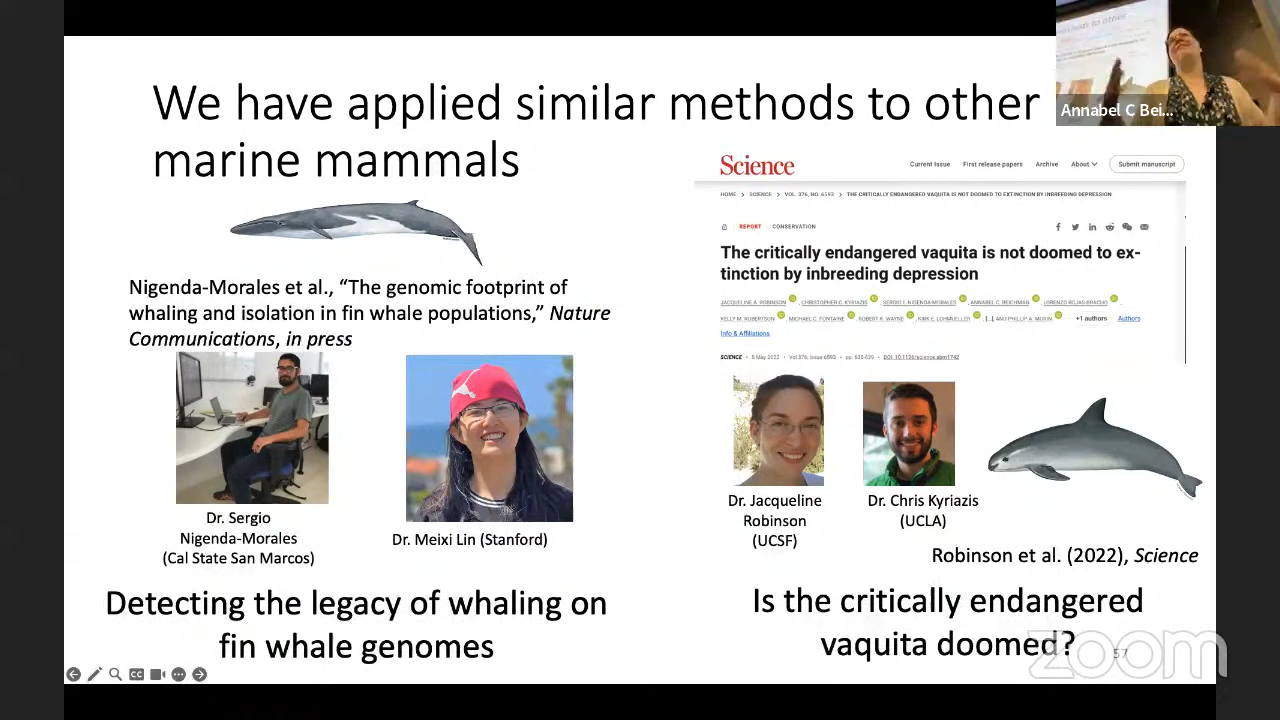 We have applied similar methods to other
marine mammals
Annabel C Bei...
Nigenda-Morales et al., “The genomic footprint of
whaling and isolation in fin whale populations,” Nature
Communications, in press
Dr. Sergio
Nigenda-Morales
(Cal State San Marcos)
Dr. Meixi Lin (Stanford)
Detecting the legacy of whaling on
fin whale genomes
Science
Current Issue First release papers Archive About Submit manuscript
HOME > SCIENCE > VOL. 376, NO. 6593 > THE CRITICALLY ENDANGERED VAQUITA IS NOT DOOMED TO EXTINCTION BY INBREEDING DEPRESSION
REPORT CONSERVATION
The critically endangered vaquita is not doomed to ex-
tinction by inbreeding depression
JACQUELINE A. ROBINSON, CHRISTOPHER C. KYRIAZIS, SERGIO F. NIGENDA-MORALES, ANNABEL C. BEICHMAN, LORENZO ROJAS-BRACHO,
KELLY M. ROBERTSON, MICHAEL C. FONTAINE, ROBERT K. WAYNE, KIRK E. LOHMUELLER, [...] AND PHILLIP A. MORIN +1 authors Authors
Info & Affiliations
SCIENCE • 5 May 2022 • Vol 376, Issue 6593 • pp. 635-639 • DOI: 10.1126/science.abm1742
Dr. Jacqueline
Robinson
(UCSF)
Dr. Chris Kyriazis
(UCLA)
Robinson et al. (2022), Science
Is the critically endangered
vaquita doomed?
57
zoom
CC